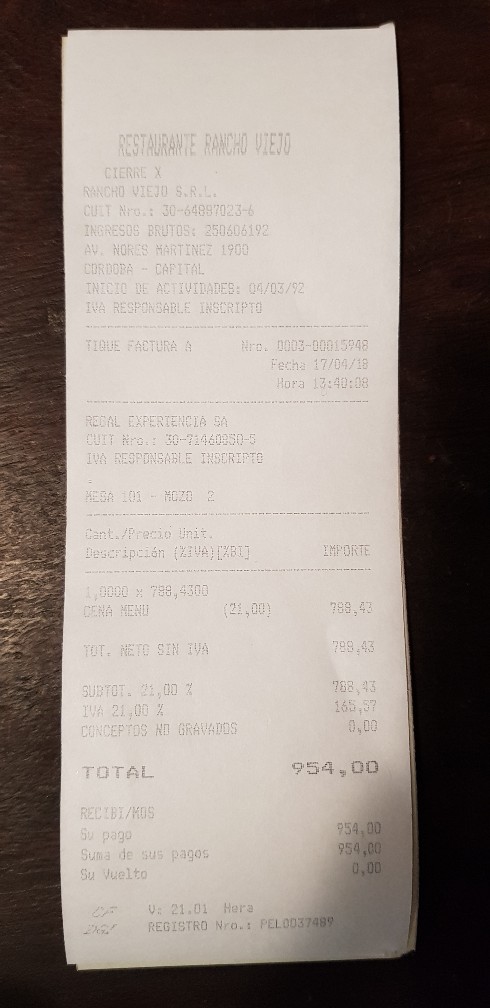 RESTAURANTE RANCHO VIEJO
CIERRE X
RANCHO VIEJO S.R.L.
CUIT Nro.: 30-64887023-6
INGRESOS BRUTOS: 250606192
AV. NORES MARTINEZ 1900
CORDOBA - CAPITAL
INICIO DE ACTIVIDADES: 04/03/92
IVA RESPONSABLE INSCRIPTO
TIQUE FACTURA A Nro. 0003-00015948
Fecha 17/04/18
Hora 13:40:08
REGAL EXPERIENCIA SA
CUIT Nro.: 30-71460850-5
IVA RESPONSABLE INSCRIPTO
.
MESA 101 - MOZO 2
Cant./Precio Unit.
Descripción (%IVA)[%BI] IMPORTE
1,0000 x 788,4300
CENA MENU (21,00) 788,43
TOT. NETO SIN IVA 788,43
SUBTOT. 21,00 % 788,43
IVA 21,00 % 165,57
CONCEPTOS NO GRAVADOS 0,00
TOTAL 954,00
RECIBI/MOS
Su pago 954,00
Suma de sus pagos 954,00
Su Vuelto 0,00
CF V: 21.01 Hera
DGI REGISTRO Nro.: PEL0037489